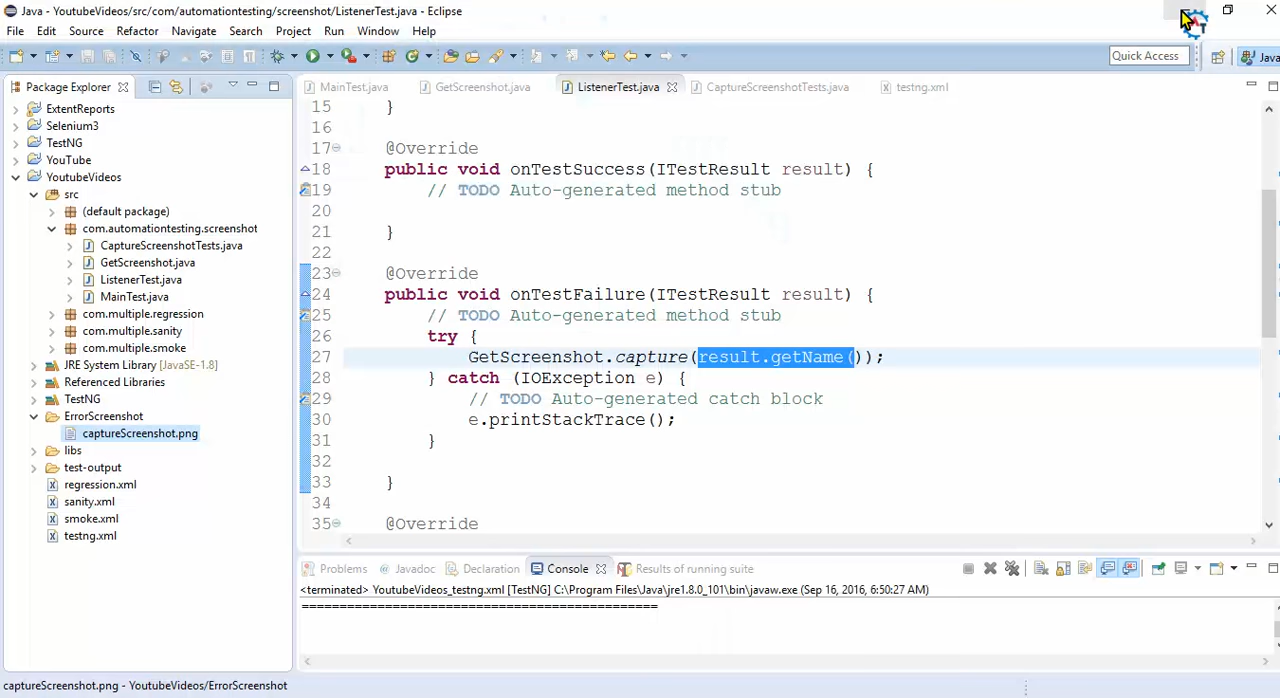 Java - YoutubeVideos/src/com/automationtesting/screenshot/ListenerTest.java - Eclipse
File Edit Source Refactor Navigate Search Project Run Window Help
Quick Access
Java
Package Explorer
MainTest.java GetScreenshot.java ListenerTest.java CaptureScreenshotTests.java testng.xml
ExtentReports
Selenium3
TestNG
YouTube
YoutubeVideos
src
(default package)
com.automationtesting.screenshot
CaptureScreenshotTests.java
GetScreenshot.java
ListenerTest.java
MainTest.java
com.multiple.regression
com.multiple.sanity
com.multiple.smoke
JRE System Library [JavaSE-1.8]
Referenced Libraries
TestNG
ErrorScreenshot
captureScreenshot.png
libs
test-output
regression.xml
sanity.xml
smoke.xml
testng.xml
15 }
16
17 @Override
18 public void onTestSuccess(ITestResult result) {
19 // TODO Auto-generated method stub
20
21 }
22
23 @Override
24 public void onTestFailure(ITestResult result) {
25 // TODO Auto-generated method stub
26 try {
27 GetScreenshot.capture(result.getName());
28 } catch (IOException e) {
29 // TODO Auto-generated catch block
30 e.printStackTrace();
31 }
32
33 }
34
35 @Override
Problems Javadoc Declaration Console Results of running suite
<terminated> YoutubeVideos_testng.xml [TestNG] C:\Program Files\Java\jre1.8.0_101\bin\javaw.exe (Sep 16, 2016, 6:50:27 AM)
===============================================
captureScreenshot.png - YoutubeVideos/ErrorScreenshot